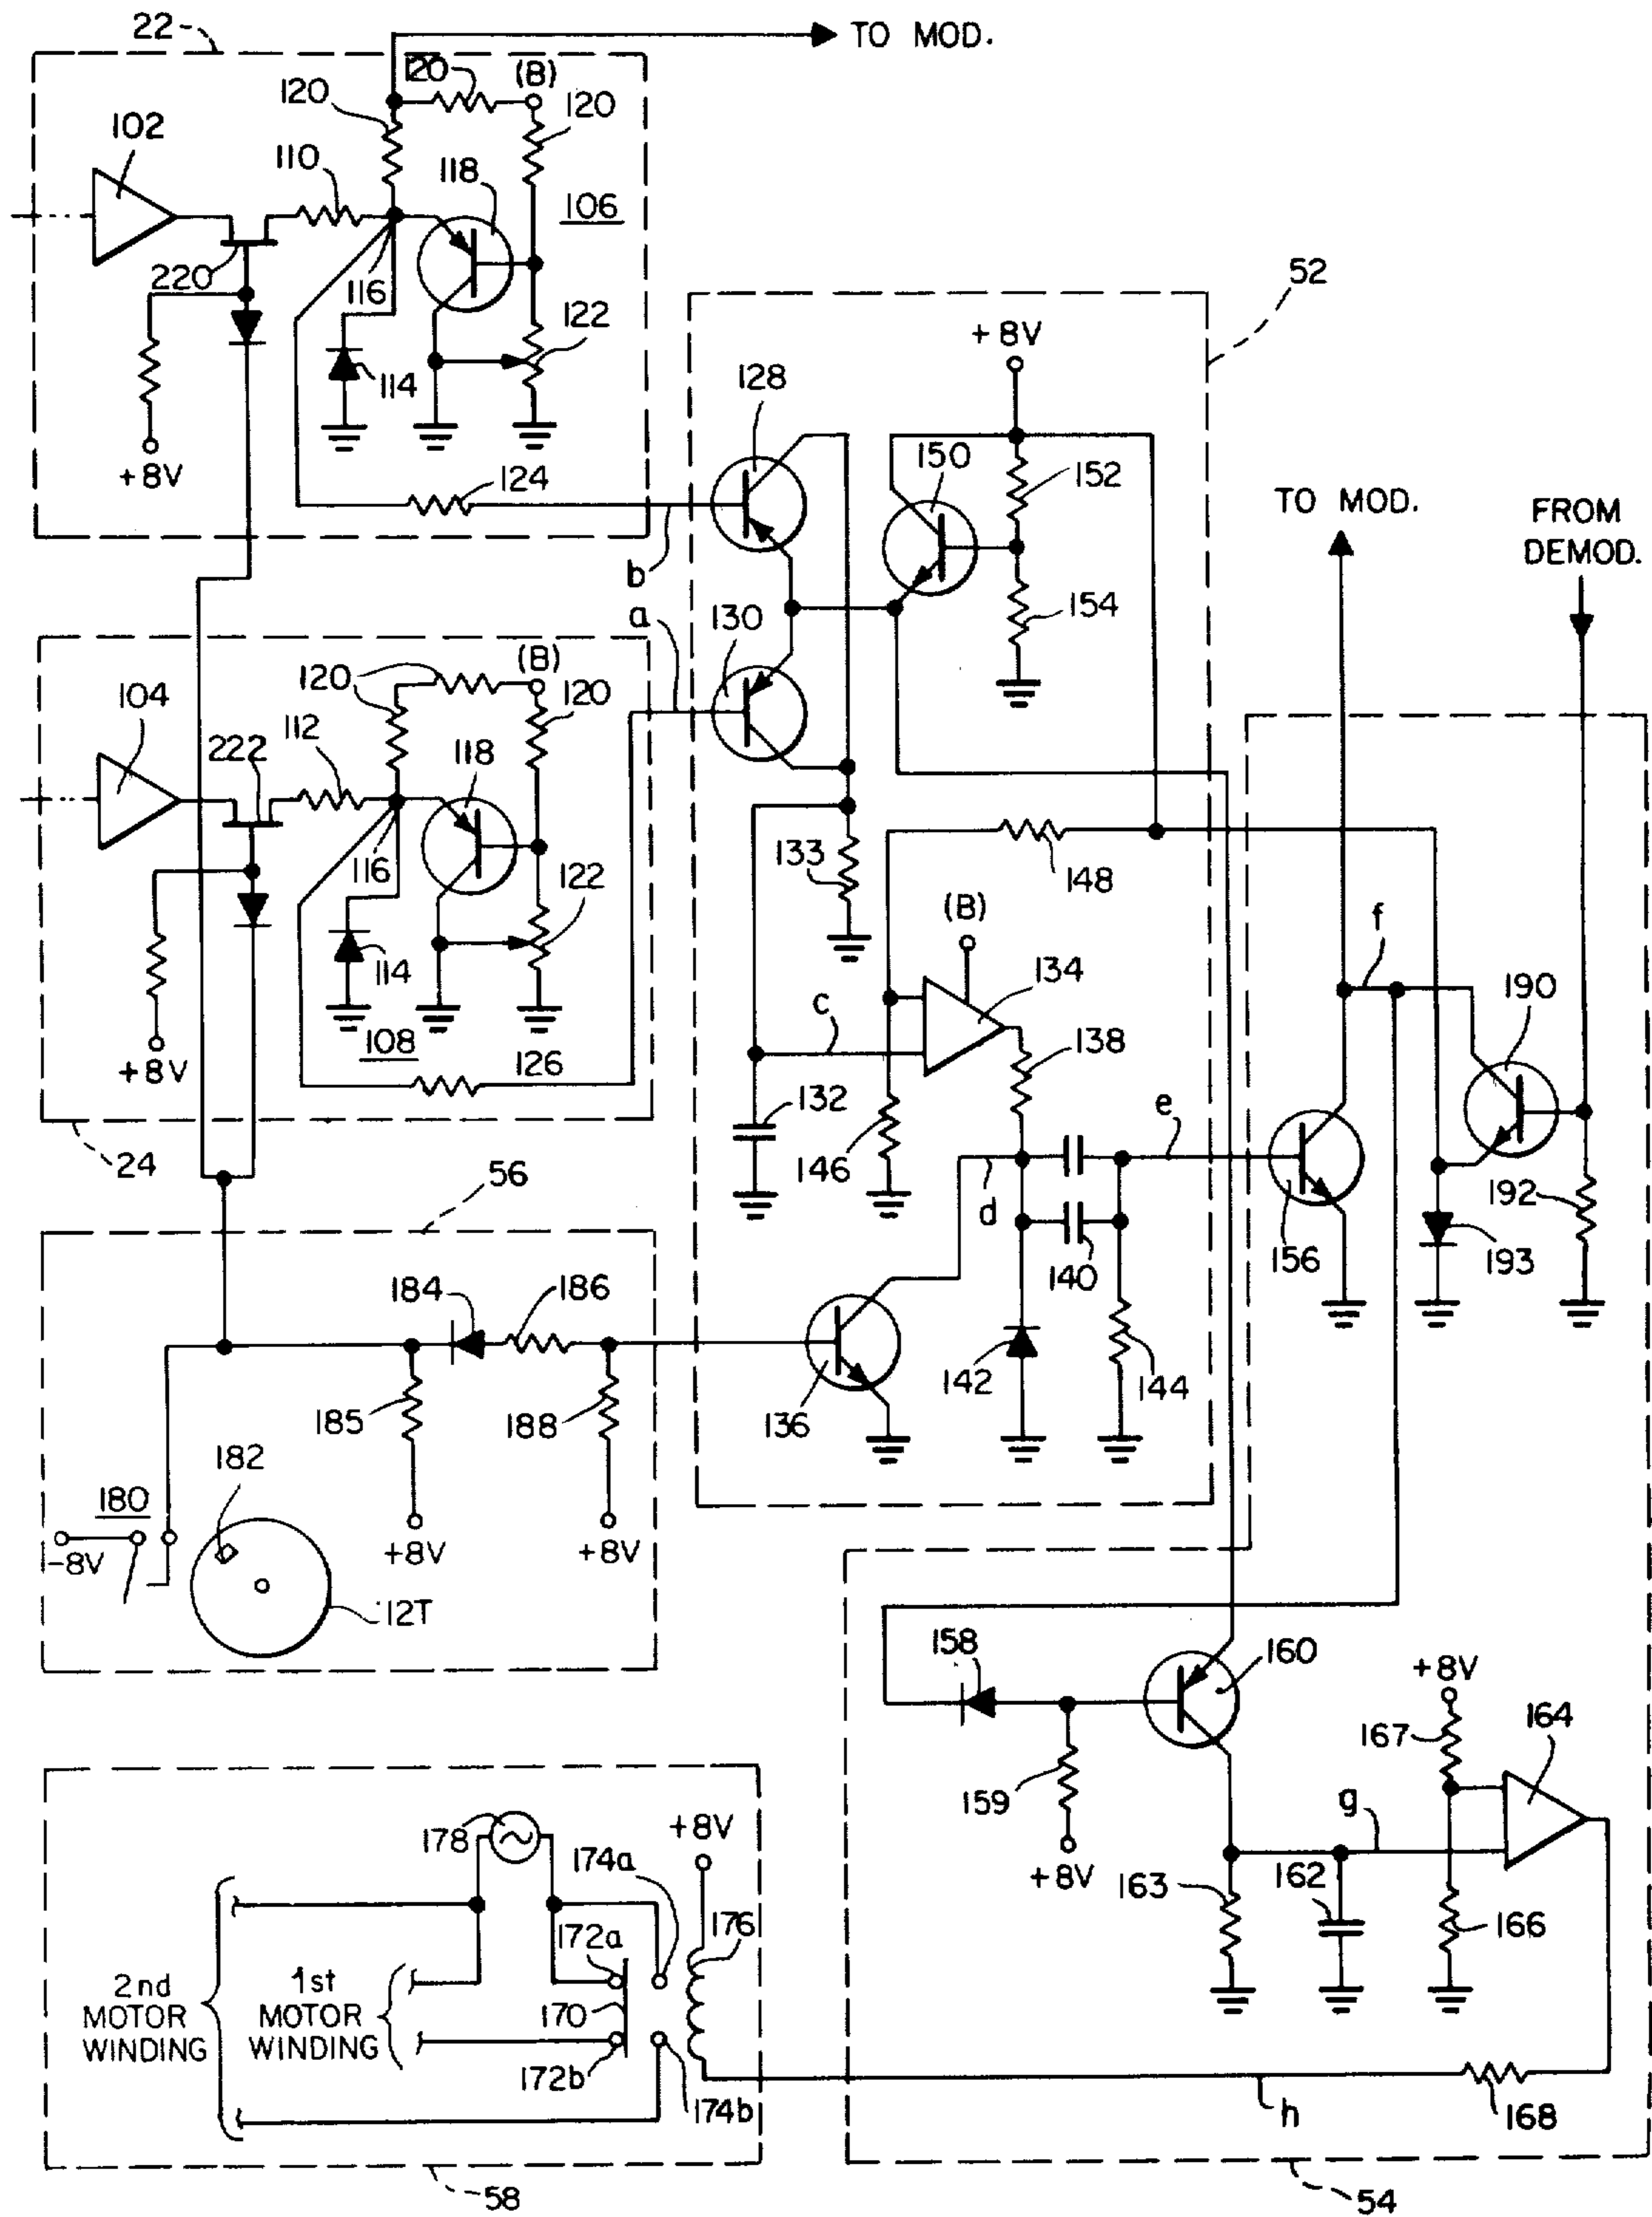 22
TO MOD.
120
(B)
120
120
102
110
118
106
220
116
122
114
+8V
124
52
+8V
128
150
152
TO MOD.
FROM
DEMOD.
b
a
130
154
(B)
120
120
104
222
112
118
116
122
114
+8V
108
126
24
133
148
(B)
134
c
138
132
146
d
e
140
f
190
156
192
193
56
184
186
185
188
136
142
144
182
180
-8V
+8V
+8V
12T
158
160
+8V
167
164
159
+8V
g
163
162
166
178
174a
+8V
172a
176
2nd
MOTOR
WINDING
1st
MOTOR
WINDING
170
172b
174b
h
168
58
54